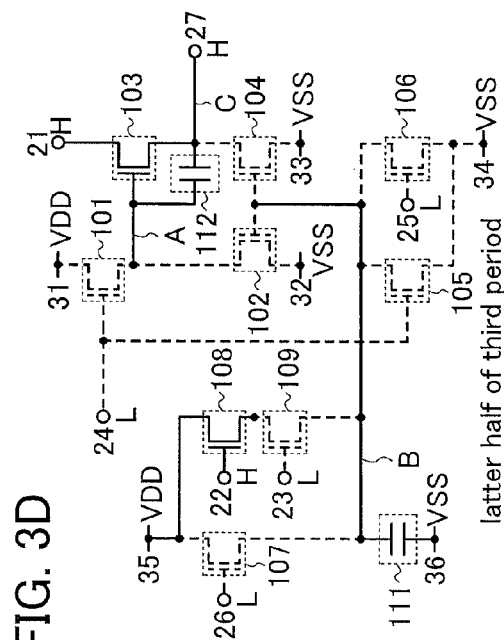 FIG. 3D
21 H
27
H
103
C
VDD
101
31
A
112
104
VSS
33
24 L
102
32
VSS
106
25 L
34
VSS
105
35
VDD
108
22 H
109
23 L
B
107
26 L
111
36
VSS
latter half of third period